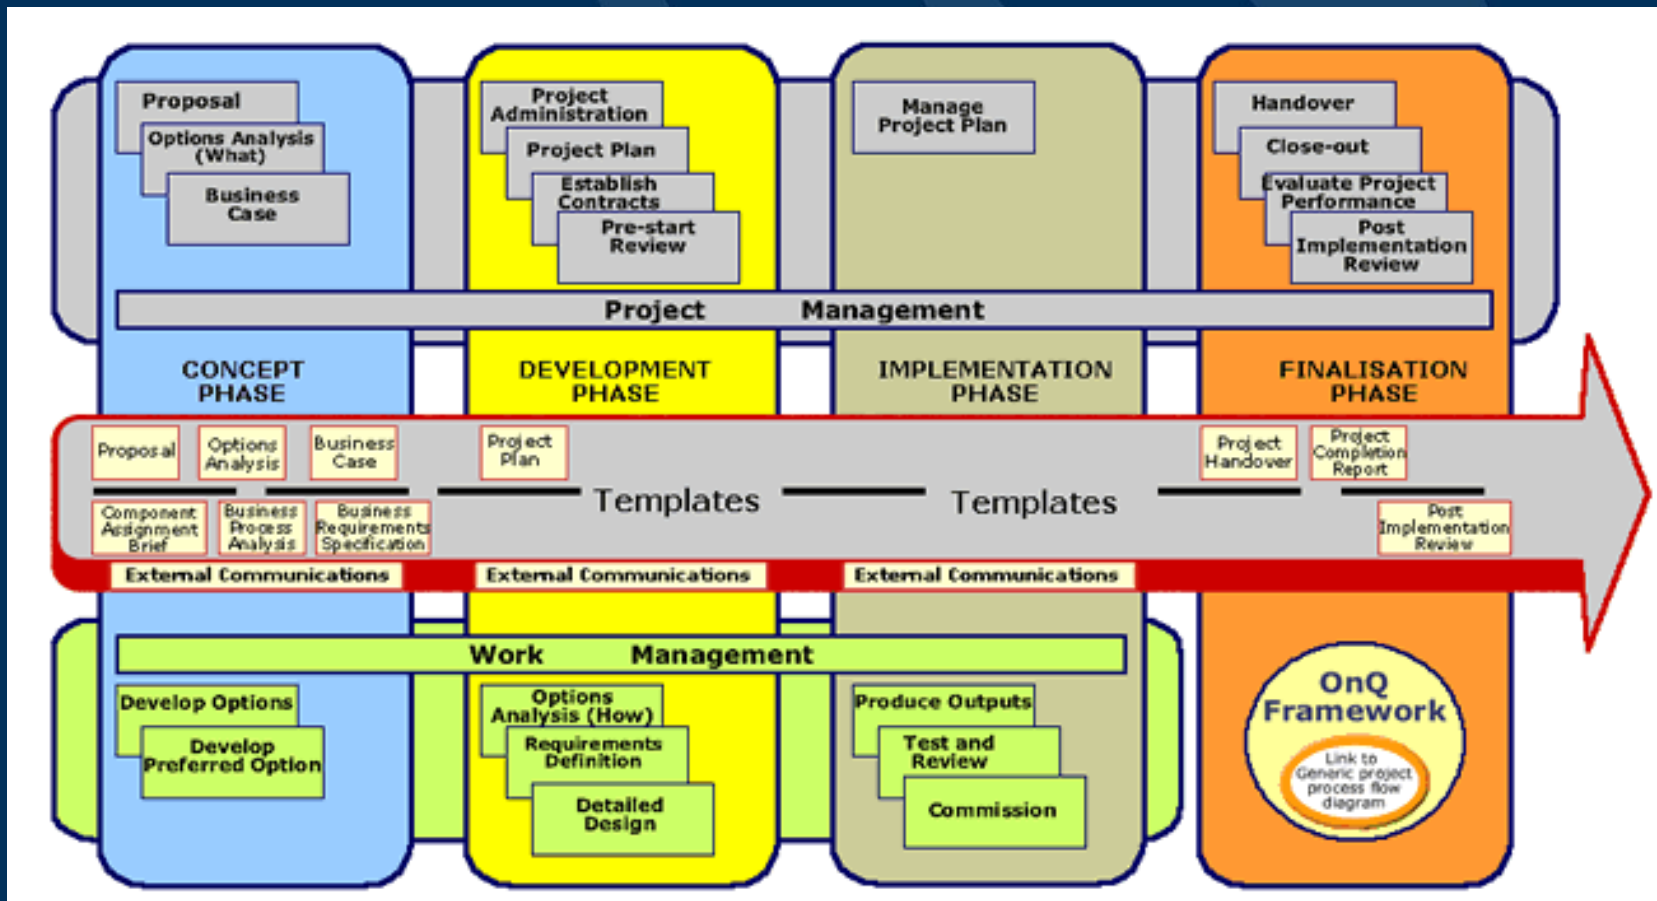 Proposal
Options Analysis
(What)
Business
Case
Project
Administration
Project Plan
Establish
Contracts
Pre-start
Review
Manage
Project Plan
Handover
Close-out
Evaluate Project
Performance
Post
Implementation
Review
Project Management
CONCEPT
PHASE
DEVELOPMENT
PHASE
IMPLEMENTATION
PHASE
FINALISATION
PHASE
Proposal
Options
Analysis
Business
Case
Project
Plan
Project
Handover
Project
Completion
Report
Templates
Templates
Component
Assignment
Brief
Business
Process
Analysis
Business
Requirements
Specification
Post
Implementation
Review
External Communications
External Communications
External Communications
Work Management
Develop Options
Develop
Preferred Option
Options
Analysis (How)
Requirements
Definition
Detailed
Design
Produce Outputs
Test and
Review
Commission
OnQ
Framework
Link to
Generic project
process flow
diagram